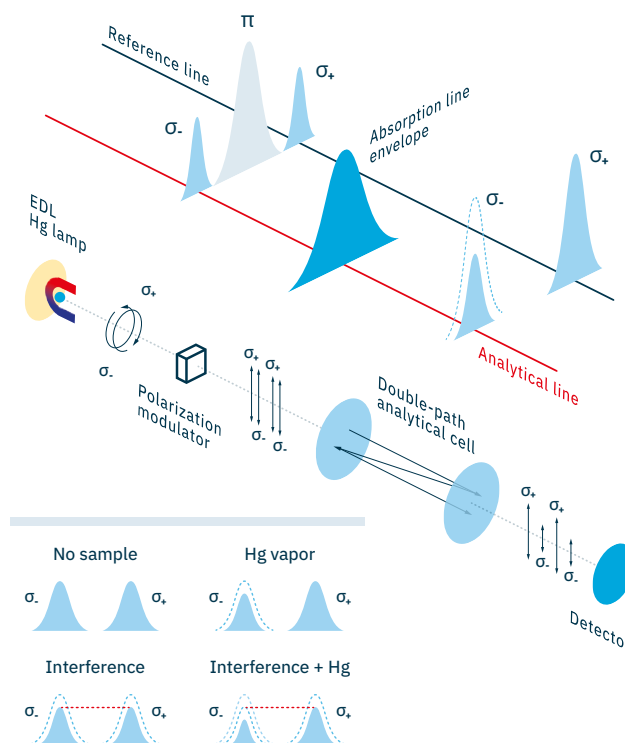 π
Reference line
σ₊
σ₋
Absorption line
envelope
σ₊
σ₋
EDL
Hg lamp
σ₊
σ₋
Analytical line
Polarization
modulator
σ₊ σ₊
σ₋ σ₋
Double-path
analytical cell
σ₊ σ₊
σ₋ σ₋
Detecto
No sample
σ₋ σ₊
Hg vapor
σ₋ σ₊
Interference
σ₋ σ₊
Interference + Hg
σ₋ σ₊